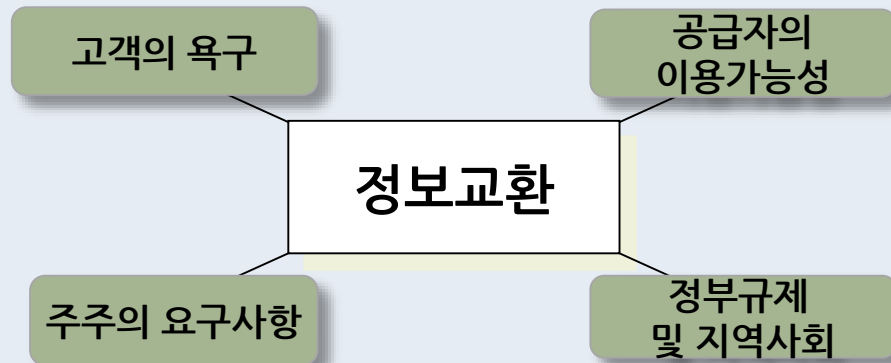 고객의 욕구
공급자의
이용가능성
정보교환
주주의 요구사항
정부규제
및 지역사회